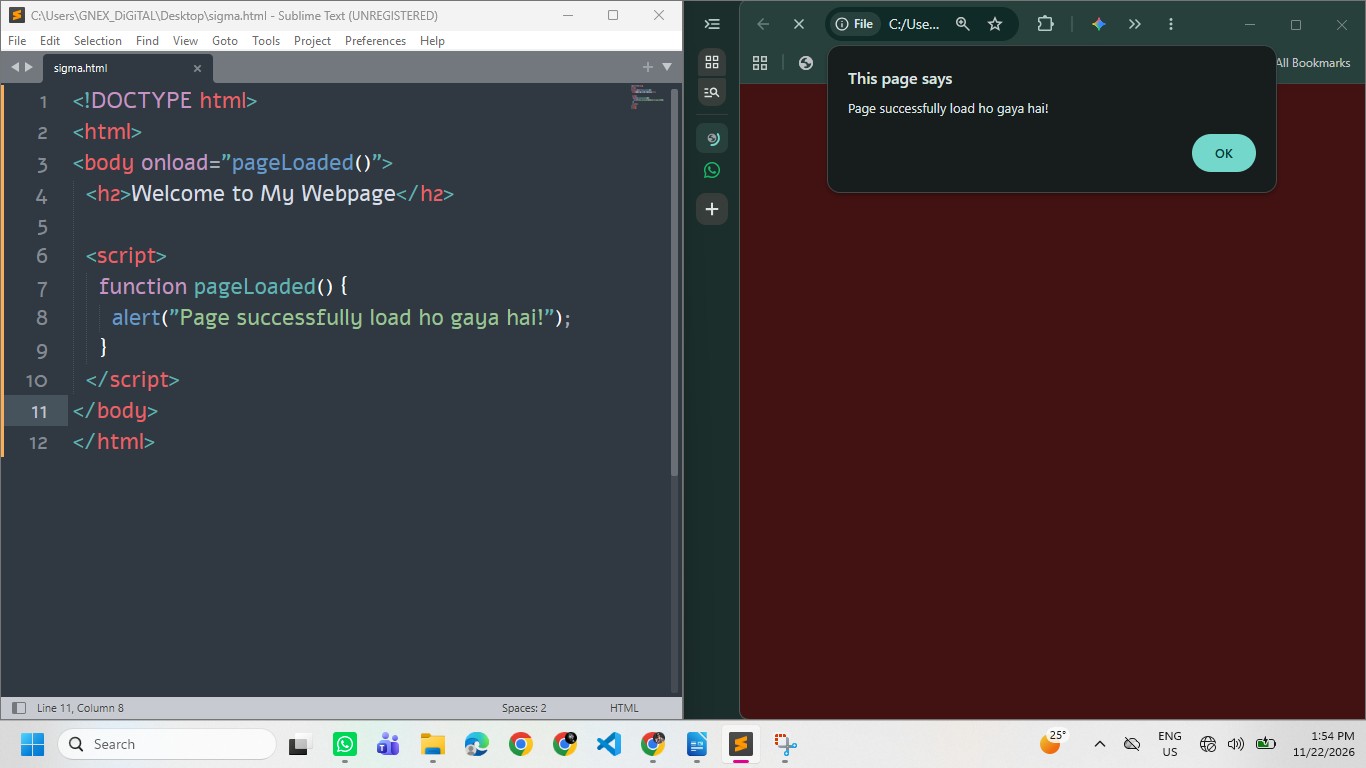 C:\Users\GNEX_DiGiTAL\Desktop\sigma.html - Sublime Text (UNREGISTERED)
File Edit Selection Find View Goto Tools Project Preferences Help
sigma.html
1 <!DOCTYPE html>
2 <html>
3 <body onload="pageLoaded()">
4 <h2>Welcome to My Webpage</h2>
5
6 <script>
7 function pageLoaded() {
8 alert("Page successfully load ho gaya hai!");
9 }
10 </script>
11 </body>
12 </html>
Line 11, Column 8 Spaces: 2 HTML
File C:/Use...
All Bookmarks
This page says
Page successfully load ho gaya hai!
OK
Search
25°
ENG
US
1:54 PM
11/22/2026